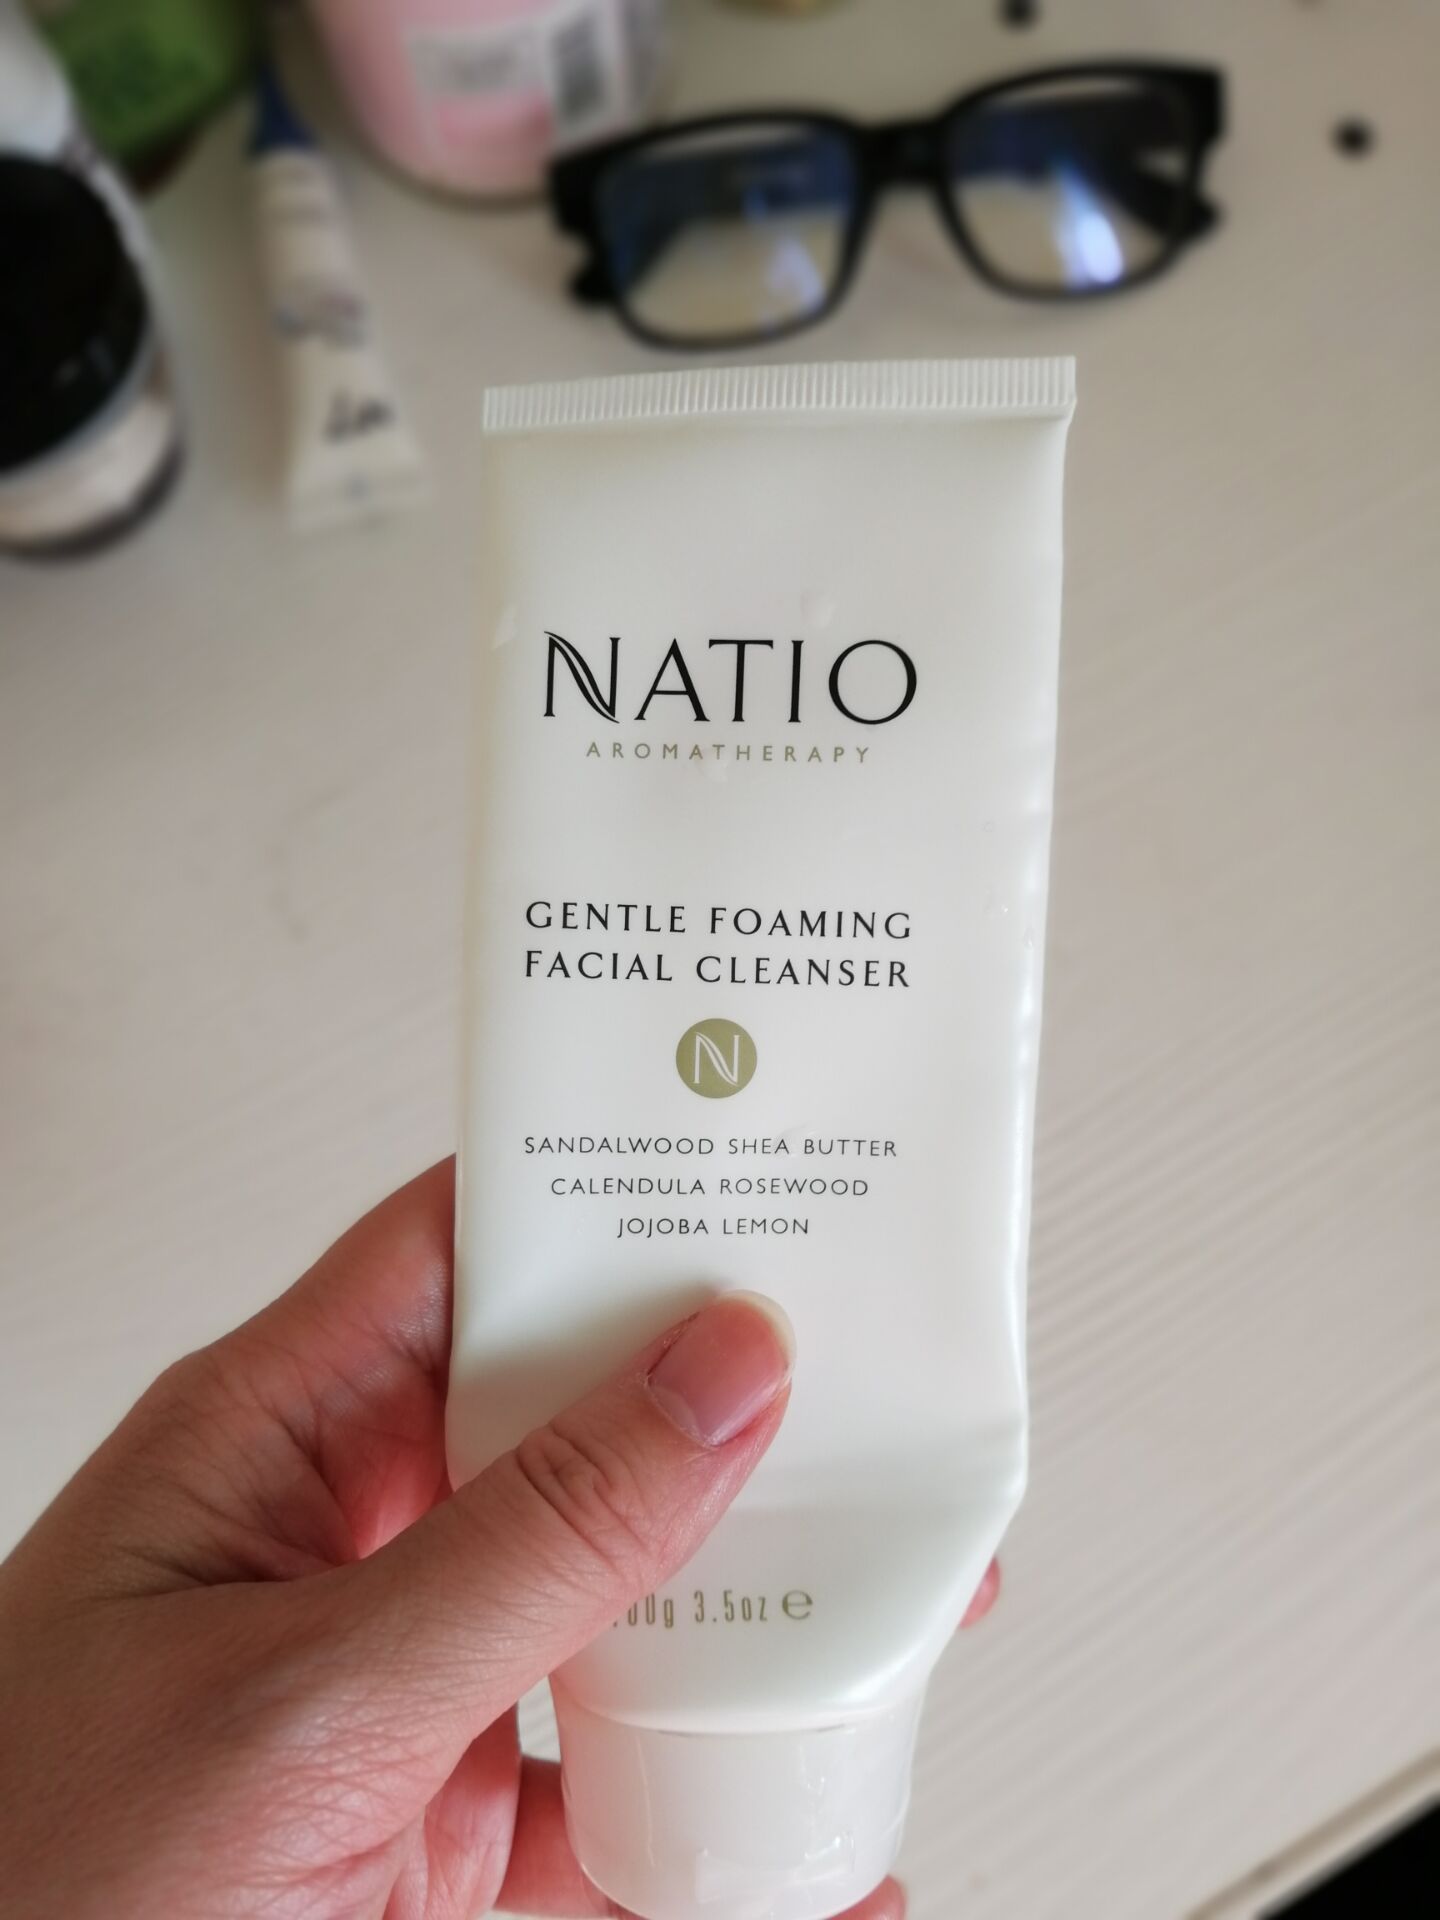 NATIO
AROMATHERAPY
GENTLE FOAMING
FACIAL CLEANSER
N
SANDALWOOD SHEA BUTTER
CALENDULA ROSEWOOD
JOJOBA LEMON
3.5oz ℮